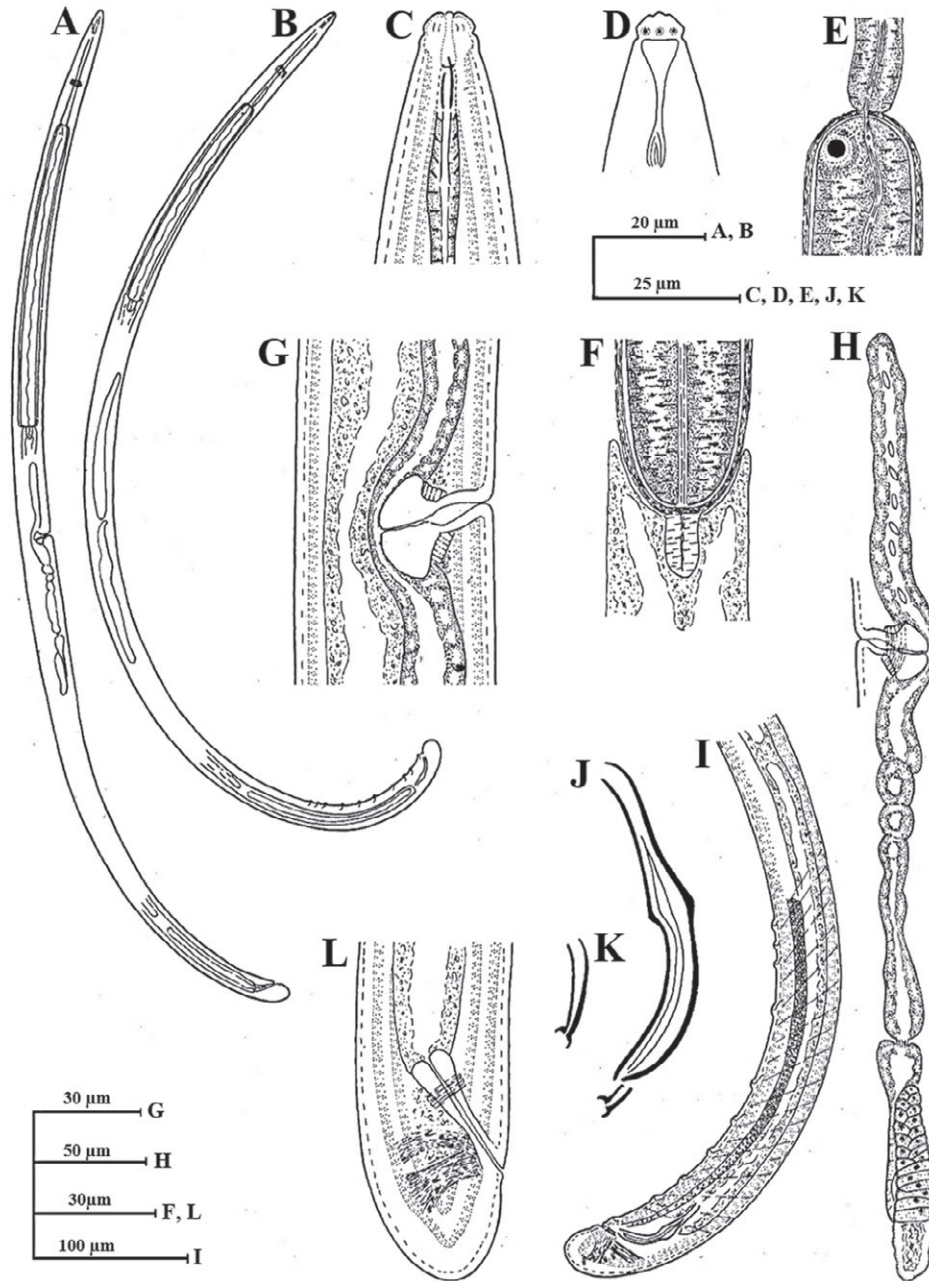 A
B
C
D
E
20 µm
A, B
25 µm
C, D, E, J, K
G
F
H
J
I
K
L
30 µm
G
50 µm
H
30µm
F, L
100 µm
I